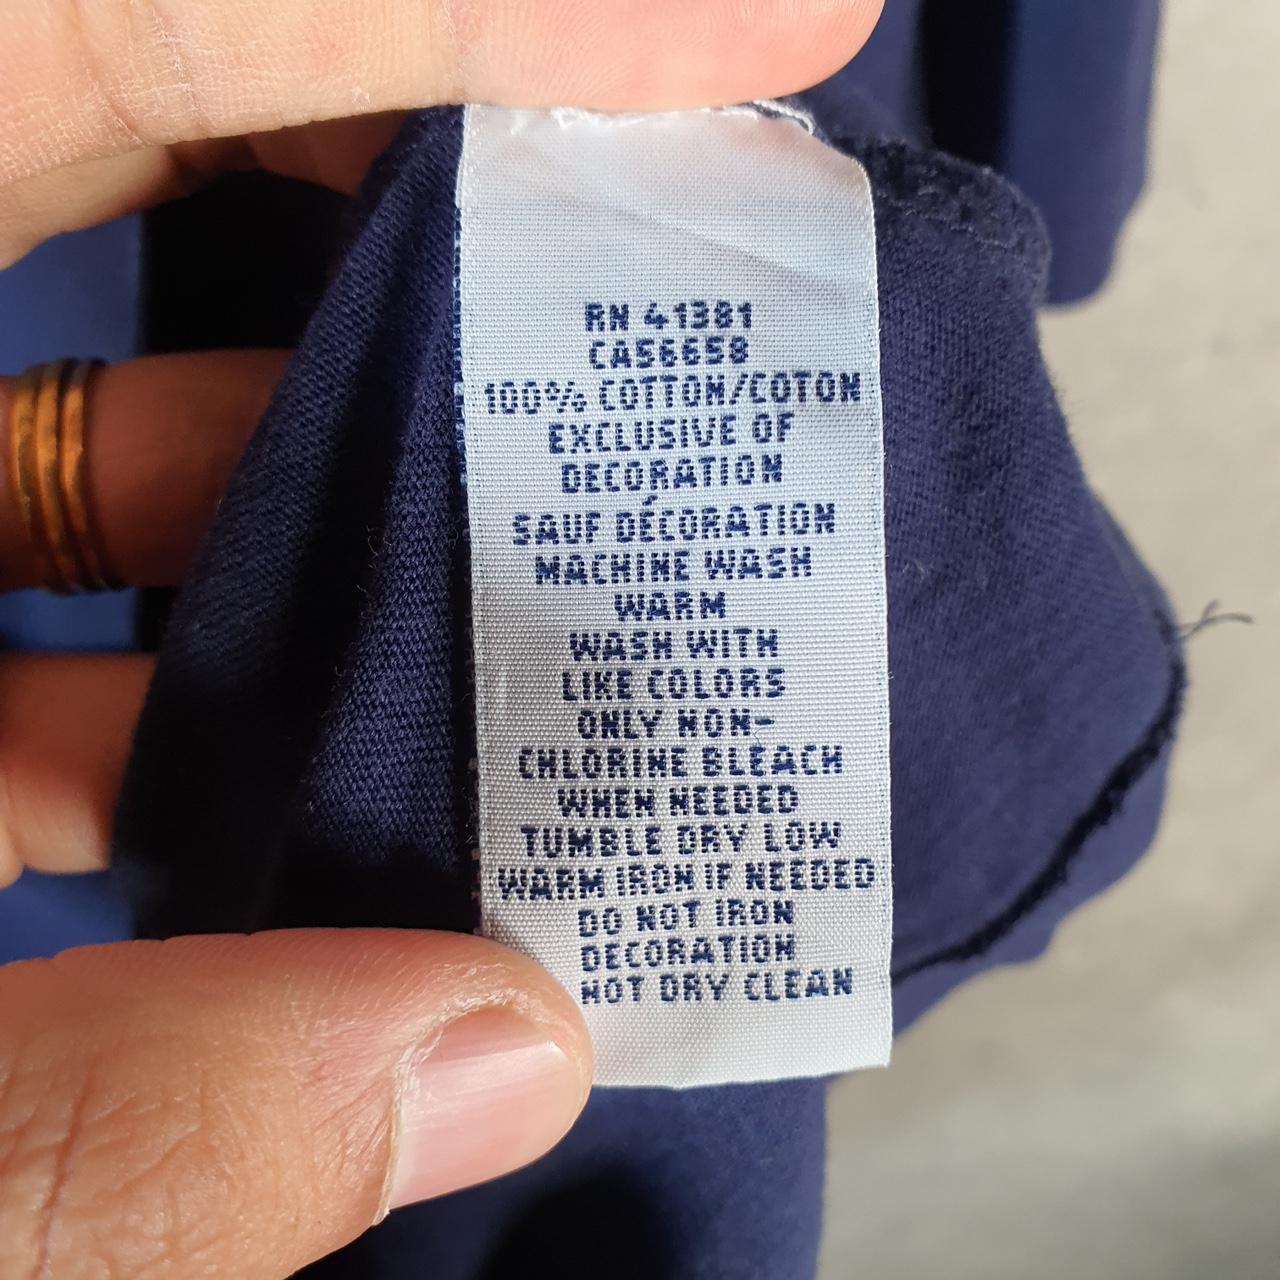 RN 41381
CA56658
100% COTTON/COTON
EXCLUSIVE OF
DECORATION
SAUF DÉCORATION
MACHINE WASH
WARM
WASH WITH
LIKE COLORS
ONLY NON-
CHLORINE BLEACH
WHEN NEEDED
TUMBLE DRY LOW
WARM IRON IF NEEDED
DO NOT IRON
DECORATION
NOT DRY CLEAN